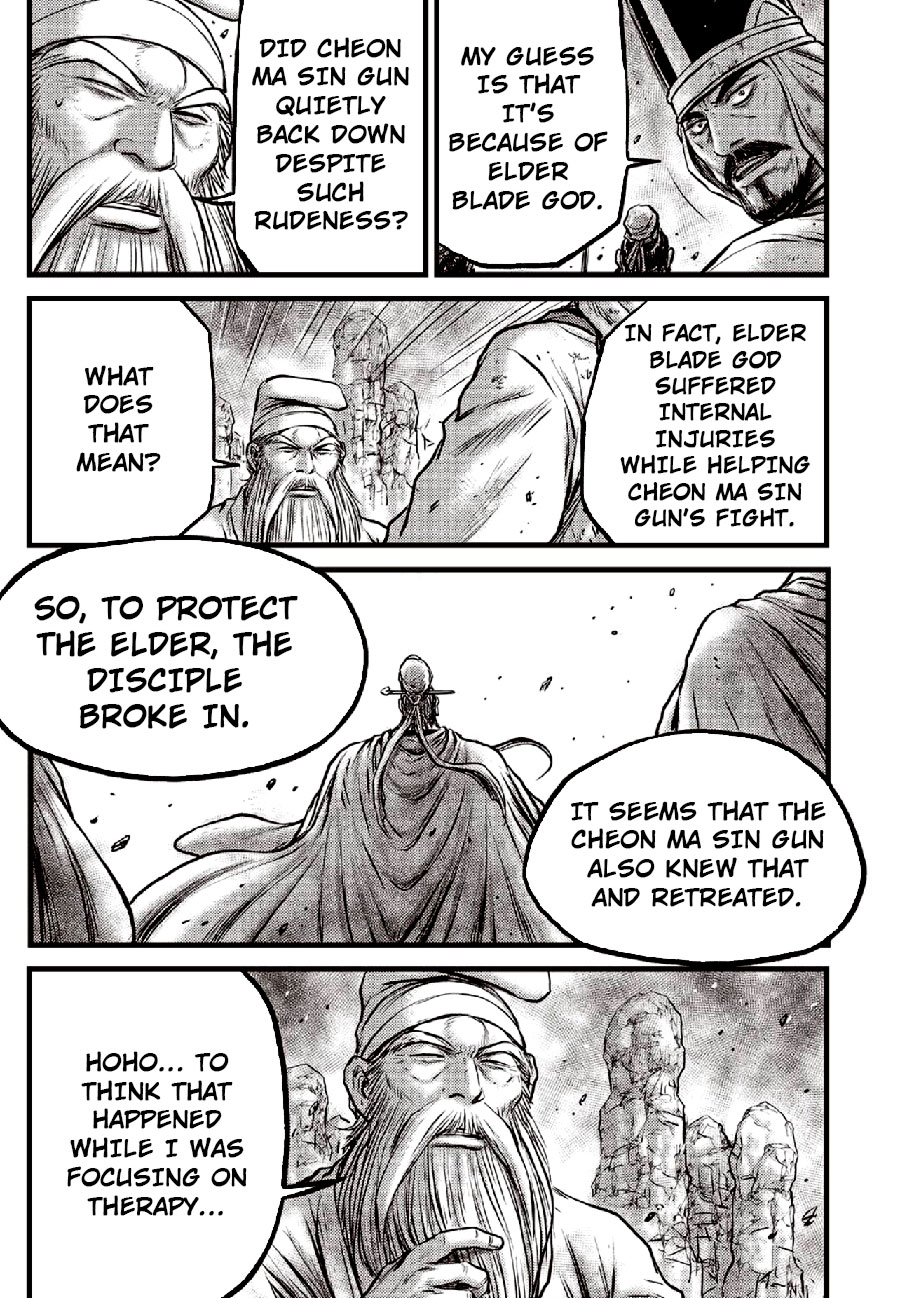 DID CHEON
MA SIN GUN
QUIETLY
BACK DOWN
DESPITE
SUCH
RUDENESS?
MY GUESS
IS THAT
IT'S
BECAUSE OF
ELDER
BLADE GOD.
WHAT
DOES
THAT
MEAN?
IN FACT, ELDER
BLADE GOD
SUFFERED
INTERNAL
INJURIES
WHILE HELPING
CHEON MA SIN
GUN'S FIGHT.
SO, TO PROTECT
THE ELDER, THE
DISCIPLE
BROKE IN.
IT SEEMS THAT THE
CHEON MA SIN GUN
ALSO KNEW THAT
AND RETREATED.
HOHO... TO
THINK THAT
HAPPENED
WHILE I WAS
FOCUSING ON
THERAPY...